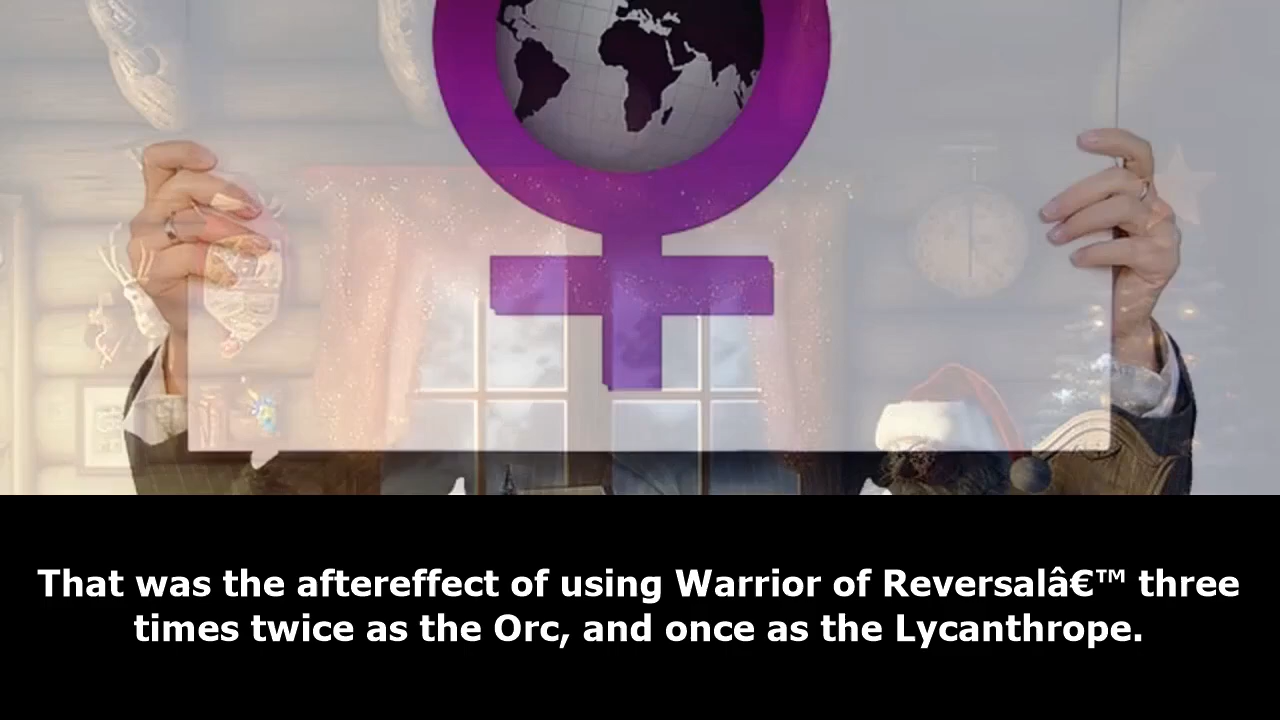 That was the aftereffect of using Warrior of Reversalâ€™ three
times twice as the Orc, and once as the Lycanthrope.